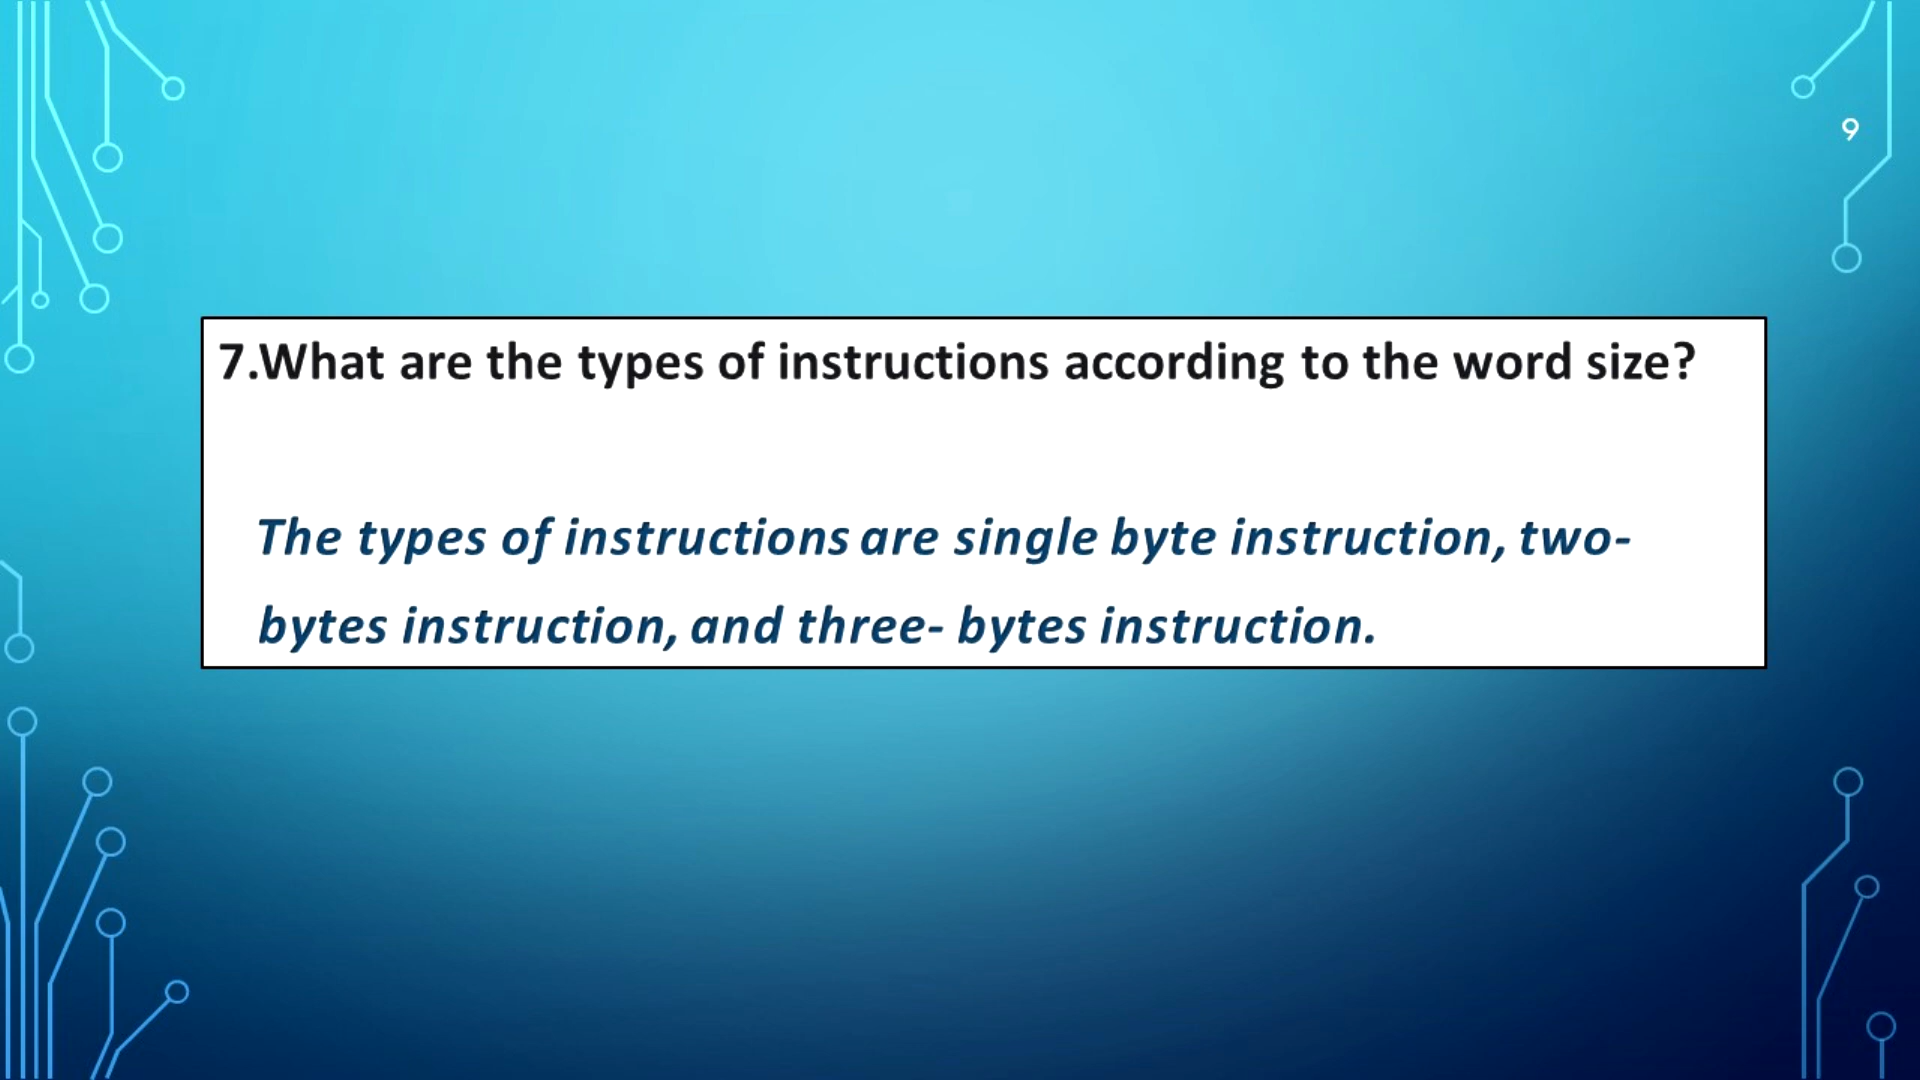 9
7.What are the types of instructions according to the word size?
The types of instructions are single byte instruction, two-
bytes instruction, and three- bytes instruction.